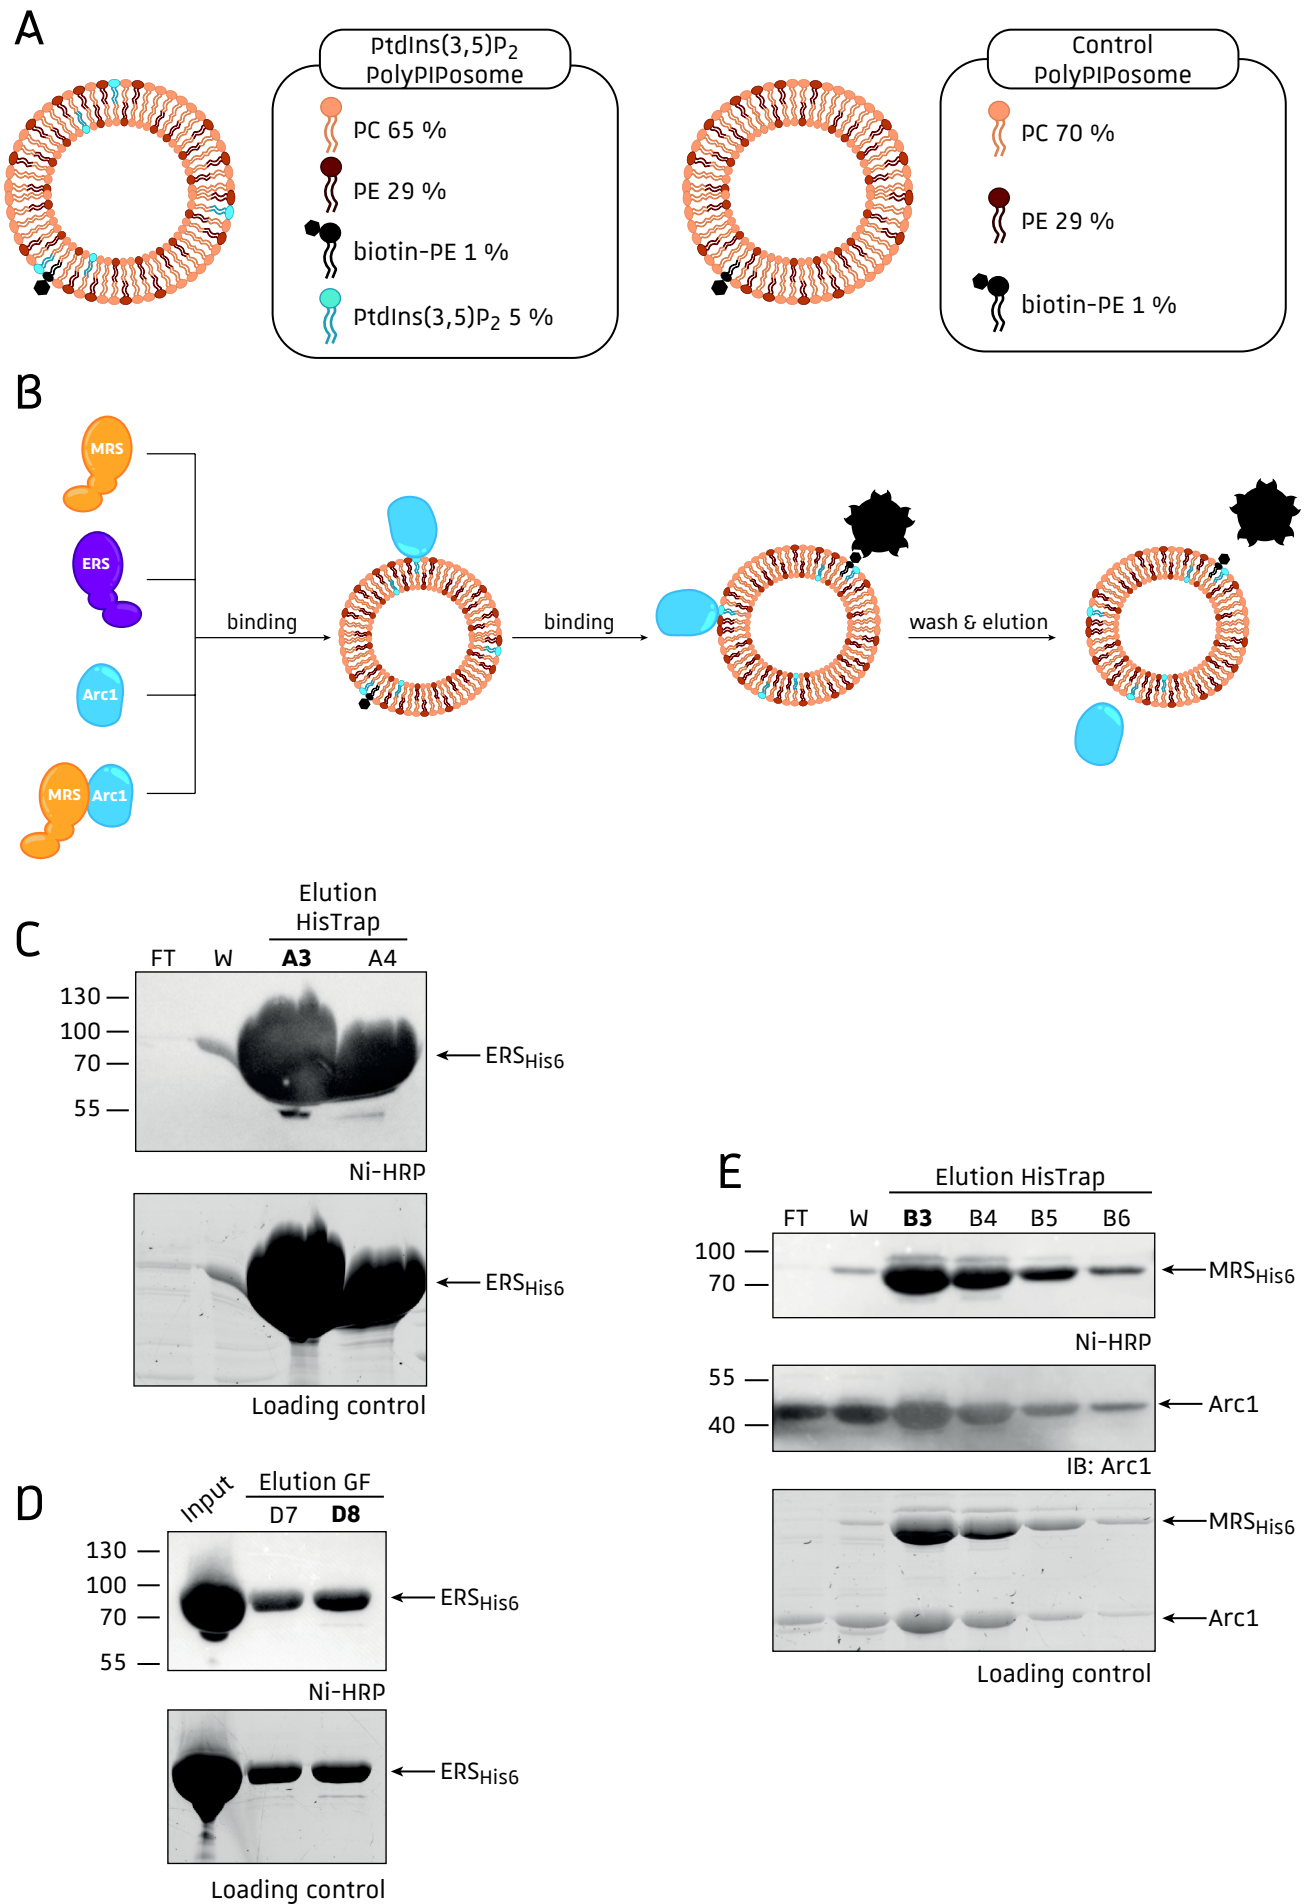 A
PtdIns(3,5)P2
PolyPIPosome
PC 65 %
PE 29 %
biotin-PE 1 %
PtdIns(3,5)P2 5 %
Control
PolyPIPosome
PC 70 %
PE 29 %
biotin-PE 1 %
B
MRS
ERS
Arc1
MRS Arc1
binding
binding
wash & elution
C
Elution
HisTrap
FT W A3 A4
130
100
70
55
ERSHis6
Ni-HRP
ERSHis6
Loading control
D
Input
Elution GF
D7 D8
130
100
70
55
ERSHis6
Ni-HRP
ERSHis6
Loading control
E
Elution HisTrap
FT W B3 B4 B5 B6
100
70
MRSHis6
Ni-HRP
55
40
Arc1
IB: Arc1
MRSHis6
Arc1
Loading control